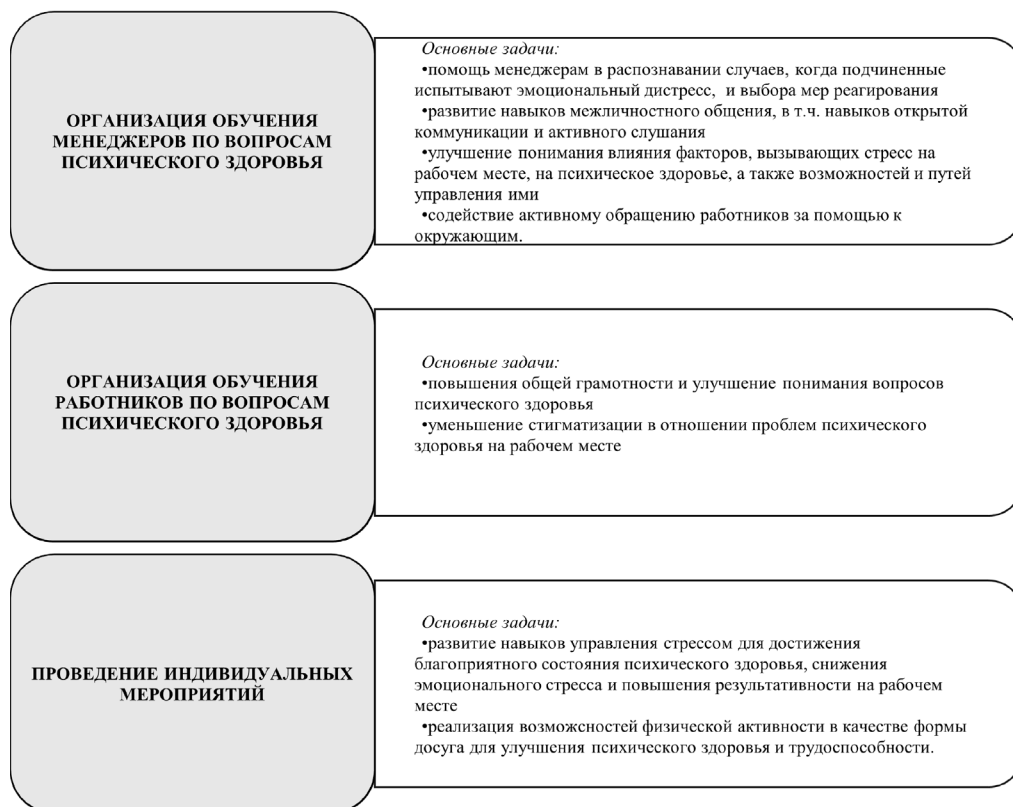 ОРГАНИЗАЦИЯ ОБУЧЕНИЯ
МЕНЕДЖЕРОВ ПО ВОПРОСАМ
ПСИХИЧЕСКОГО ЗДОРОВЬЯ
Основные задачи:
•помощь менеджерам в распознавании случаев, когда подчиненные
испытывают эмоциональный дистресс, и выбора мер реагирования
•развитие навыков межличностного общения, в т.ч. навыков открытой
коммуникации и активного слушания
•улучшение понимания влияния факторов, вызывающих стресс на
рабочем месте, на психическое здоровье, а также возможностей и путей
управления ими
•содействие активному обращению работников за помощью к
окружающим.
ОРГАНИЗАЦИЯ ОБУЧЕНИЯ
РАБОТНИКОВ ПО ВОПРОСАМ
ПСИХИЧЕСКОГО ЗДОРОВЬЯ
Основные задачи:
•повышения общей грамотности и улучшение понимания вопросов
психического здоровья
•уменьшение стигматизации в отношении проблем психического
здоровья на рабочем месте
ПРОВЕДЕНИЕ ИНДИВИДУАЛЬНЫХ
МЕРОПРИЯТИЙ
Основные задачи:
•развитие навыков управления стрессом для достижения
благоприятного состояния психического здоровья, снижения
эмоционального стресса и повышения результативности на рабочем
месте
•реализация возможсностей физической активности в качестве формы
досуга для улучшения психического здоровья и трудоспособности.